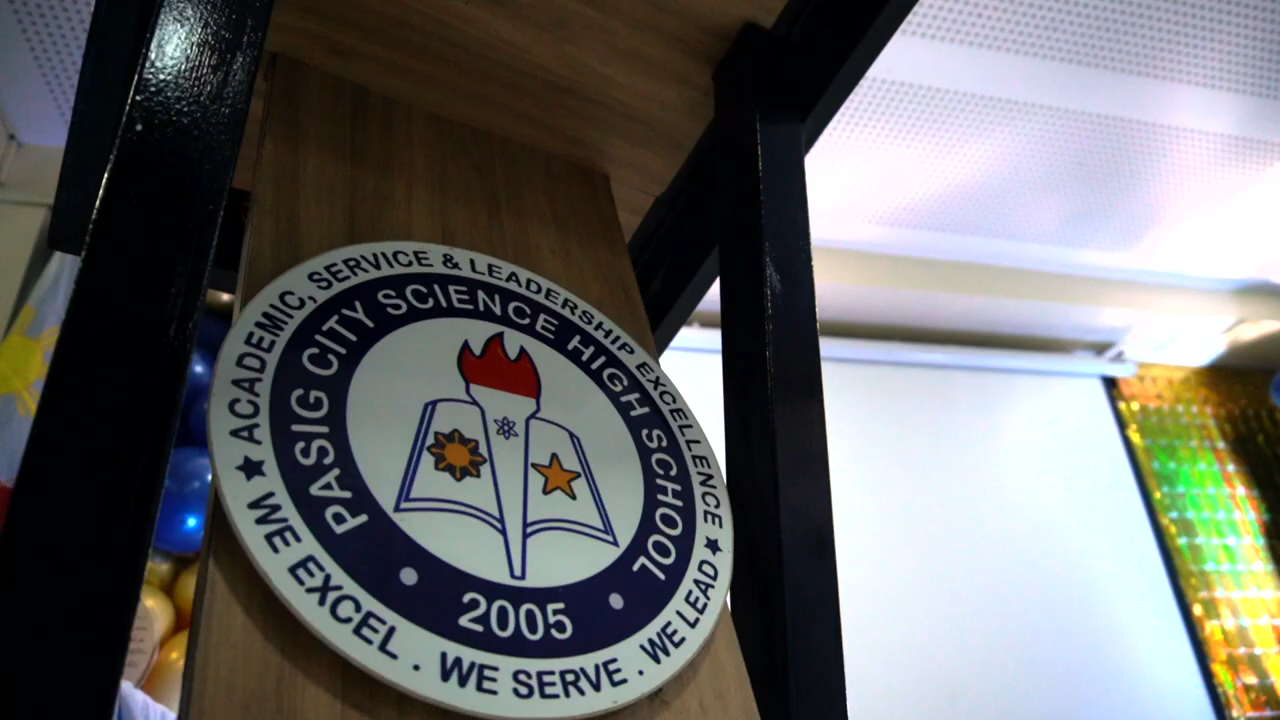 ACADEMIC, SERVICE & LEADERSHIP EXCELLENCE
PASIG CITY SCIENCE HIGH SCHOOL
2005
WE EXCEL . WE SERVE . WE LEAD